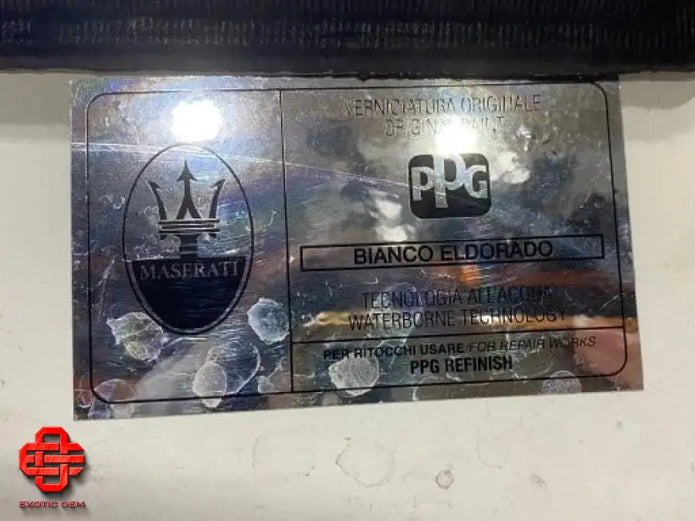 VERNICIATURA ORIGINALE
ORIGINAL PAINT
PPG
BIANCO ELDORADO
MASERATI
TECNOLOGIA ALL'ACQUA
WATERBORNE TECHNOLOGY
PER RITOCCHI USARE/FOR REPAIR WORKS
PPG REFINISH
EXOTIC OEM